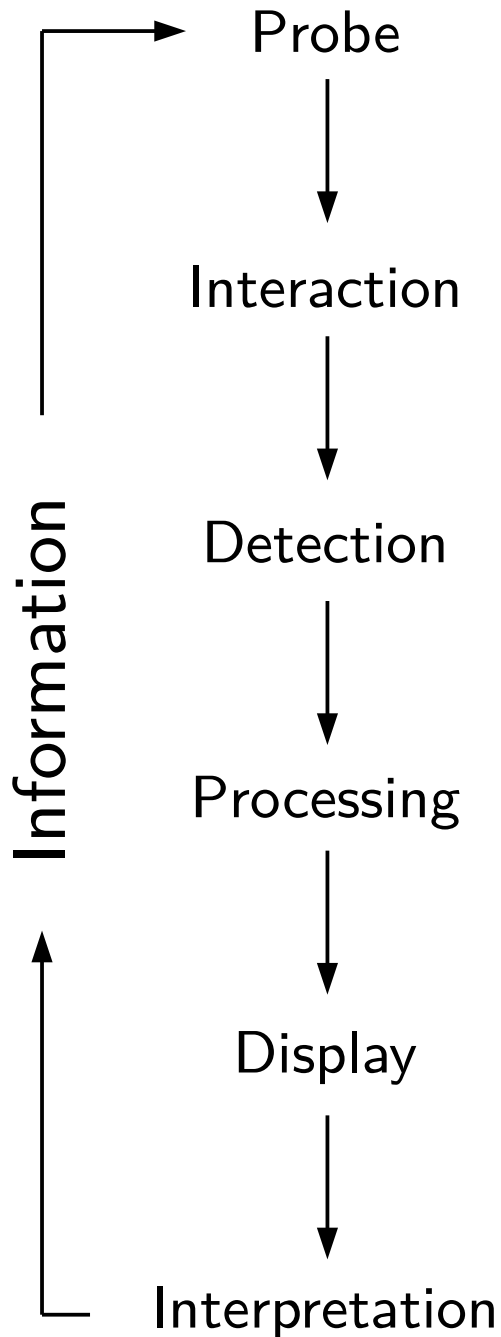 Probe
Interaction
Detection
Information
Processing
Display
Interpretation